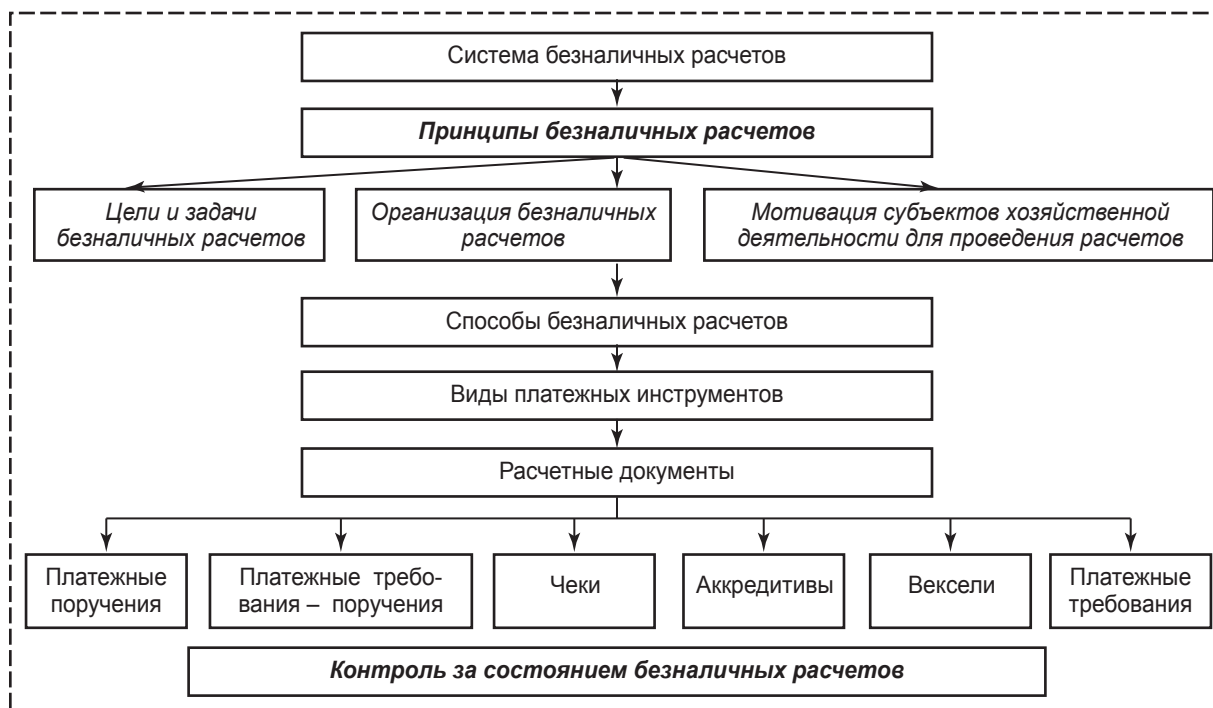 Система безналичных расчетов
Принципы безналичных расчетов
Цели и задачи
безналичных расчетов
Организация безналичных
расчетов
Мотивация субъектов хозяйственной
деятельности для проведения расчетов
Способы безналичных расчетов
Виды платежных инструментов
Расчетные документы
Платежные
поручения
Платежные требо-
вания – поручения
Чеки
Аккредитивы
Вексели
Платежные
требования
Контроль за состоянием безналичных расчетов